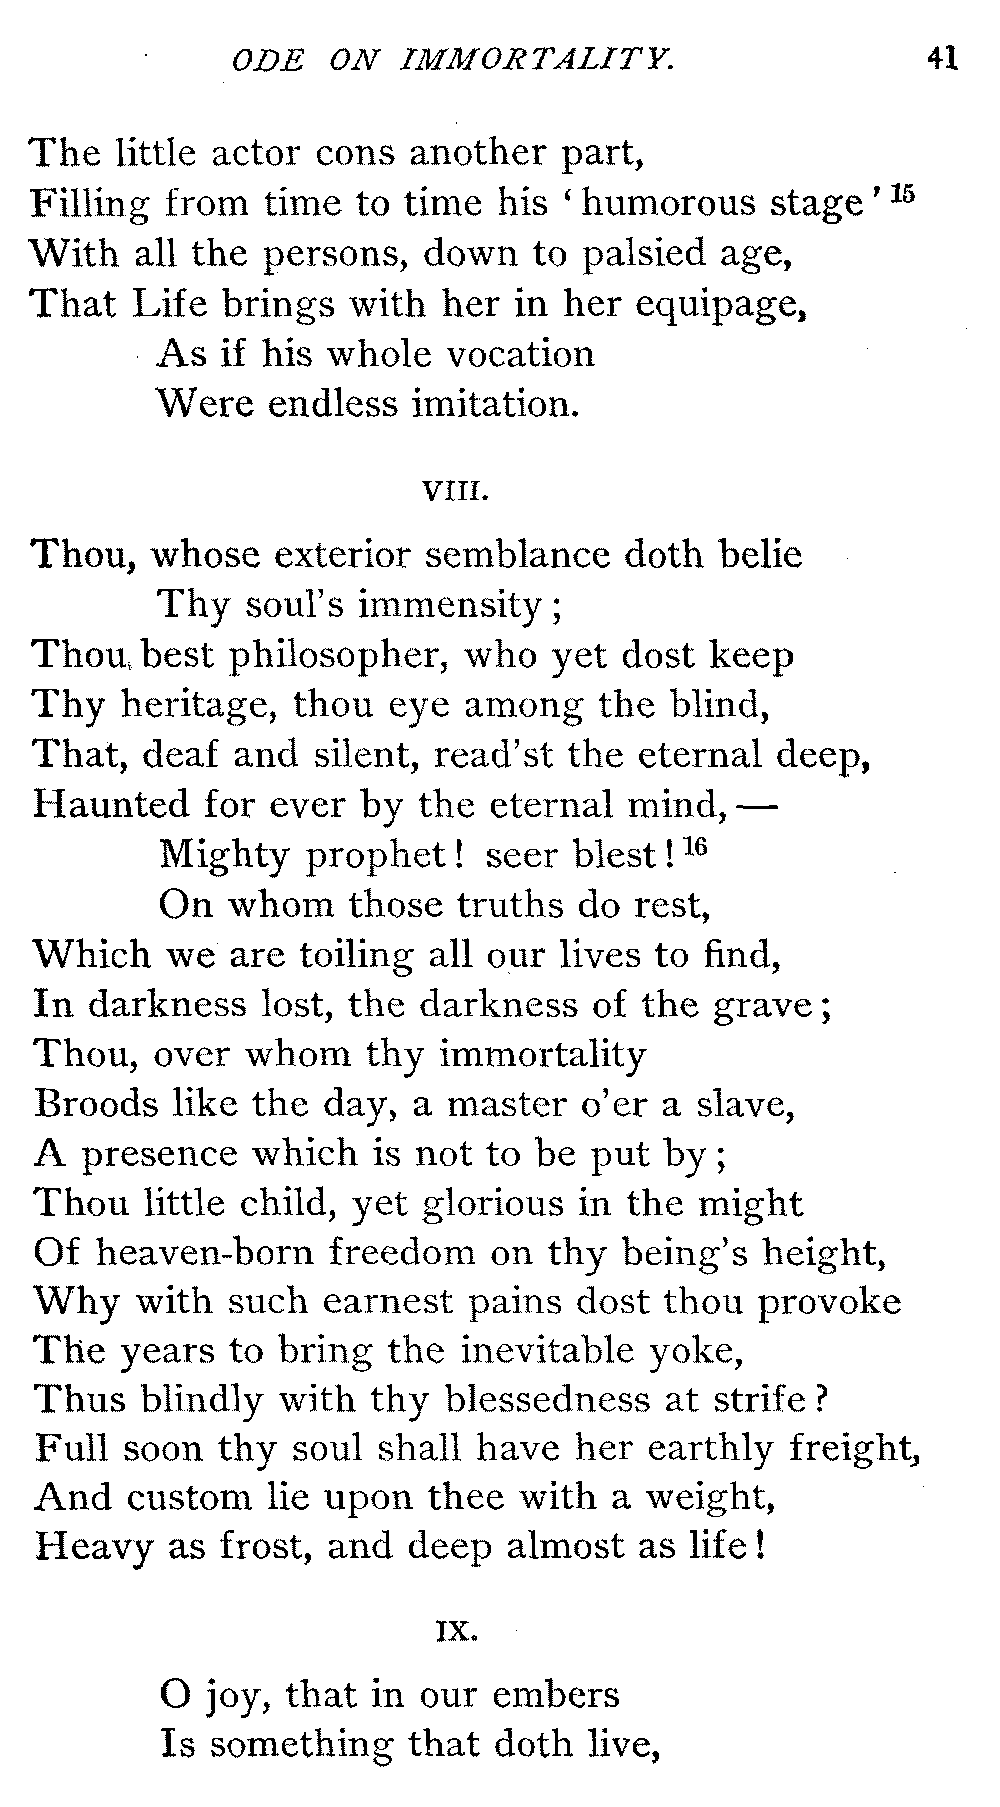 ODE ON IMMORTALITY. 41
The little actor cons another part,
Filling from time to time his ‘ humorous stage ’ 15
With all the persons, down to palsied age,
That Life brings with her in her equipage,
As if his whole vocation
Were endless imitation.
VIII.
Thou, whose exterior semblance doth belie
Thy soul’s immensity ;
Thou, best philosopher, who yet dost keep
Thy heritage, thou eye among the blind,
That, deaf and silent, read’st the eternal deep,
Haunted for ever by the eternal mind, —
Mighty prophet ! seer blest ! 16
On whom those truths do rest,
Which we are toiling all our lives to find,
In darkness lost, the darkness of the grave ;
Thou, over whom thy immortality
Broods like the day, a master o’er a slave,
A presence which is not to be put by ;
Thou little child, yet glorious in the might
Of heaven-born freedom on thy being’s height,
Why with such earnest pains dost thou provoke
The years to bring the inevitable yoke,
Thus blindly with thy blessedness at strife ?
Full soon thy soul shall have her earthly freight,
And custom lie upon thee with a weight,
Heavy as frost, and deep almost as life !
IX.
O joy, that in our embers
Is something that doth live,